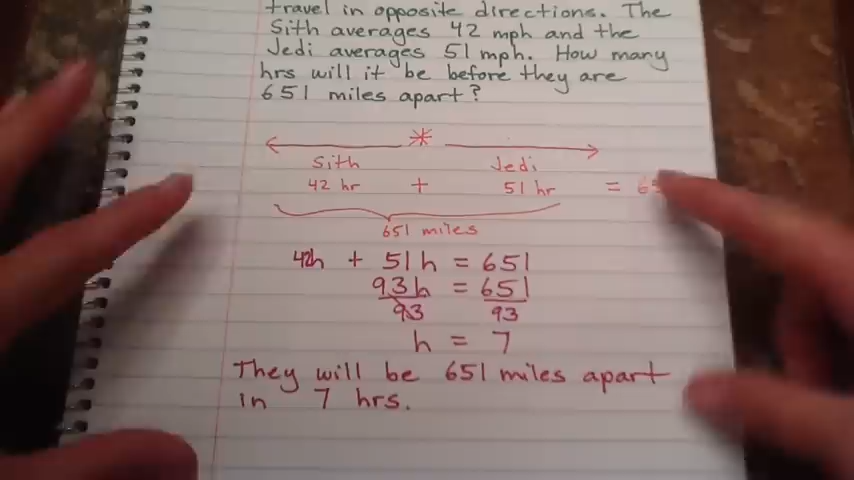 travel in opposite directions. The
Sith averages 42 mph and the
Jedi averages 51 mph. How many
hrs will it be before they are
651 miles apart?
Sith Jedi
42 hr + 51 hr =
651 miles
42h + 51h = 651
93h = 651
93 93
h = 7
They will be 651 miles apart
in 7 hrs.